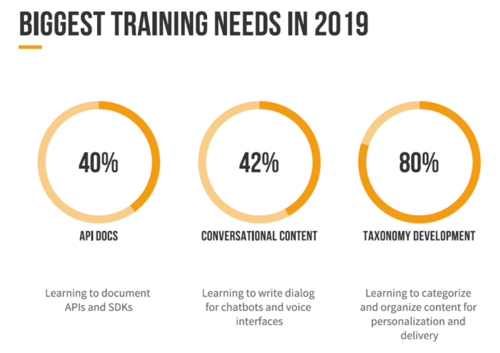 BIGGEST TRAINING NEEDS IN 2019
40%
42%
80%
API DOCS
CONVERSATIONAL CONTENT
TAXONOMY DEVELOPMENT
Learning to document
APIs and SDKs
Learning to write dialog
for chatbots and voice
interfaces
Learning to categorize
and organize content for
personalization and
delivery